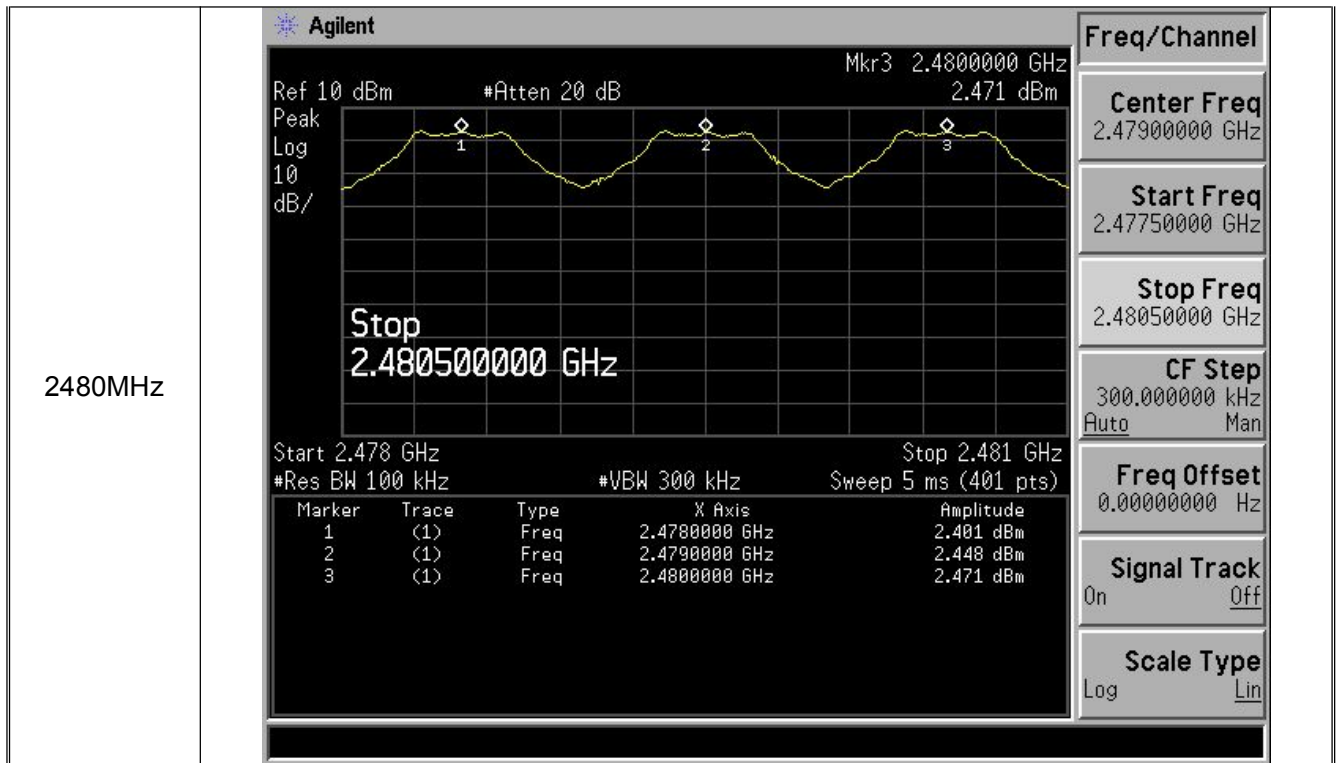 2480MHz
Agilent
Mkr3 2.4800000 GHz
Ref 10 dBm #Atten 20 dB 2.471 dBm
Peak
Log
10
dB/
1 2 3
Stop
2.480500000 GHz
Start 2.478 GHz Stop 2.481 GHz
#Res BW 100 kHz #VBW 300 kHz Sweep 5 ms (401 pts)
Marker Trace Type X Axis Amplitude
1 (1) Freq 2.4780000 GHz 2.401 dBm
2 (1) Freq 2.4790000 GHz 2.448 dBm
3 (1) Freq 2.4800000 GHz 2.471 dBm
Freq/Channel
Center Freq
2.47900000 GHz
Start Freq
2.47750000 GHz
Stop Freq
2.48050000 GHz
CF Step
300.000000 kHz
Auto Man
Freq Offset
0.00000000 Hz
Signal Track
On Off
Scale Type
Log Lin